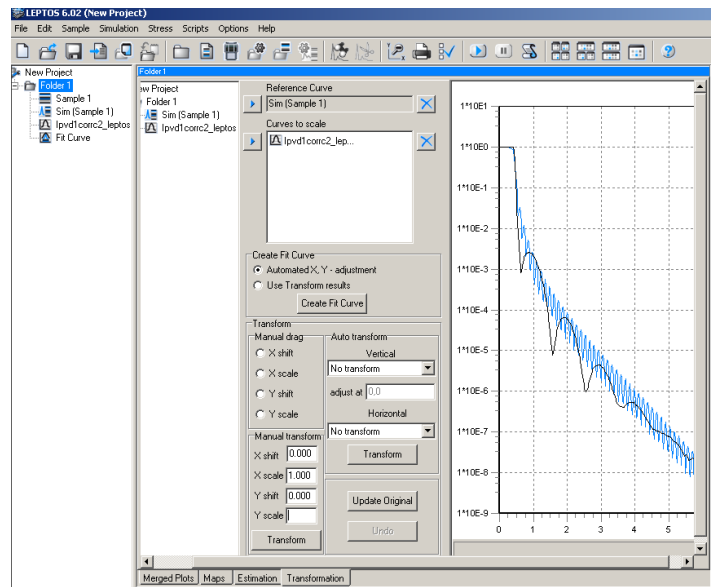 LEPTOS 6.02 (New Project)
File Edit Sample Simulation Stress Scripts Options Help
New Project
Folder 1
Sample 1
Sim (Sample 1)
lpvd1corrc2_leptos
Fit Curve
Folder1
ew Project
Folder 1
Sim (Sample 1)
lpvd1corrc2_leptos
Reference Curve
Sim (Sample 1)
Curves to scale
lpvd1corrc2_lep...
Create Fit Curve
Automated X, Y - adjustment
Use Transform results
Create Fit Curve
Transform
Manual drag
X shift
X scale
Y shift
Y scale
Auto transform
Vertical
No transform
adjust at 0,0
Horizontal
No transform
Transform
Manual transform
X shift 0.000
X scale 1.000
Y shift 0.000
Y scale
Transform
Update Original
Undo
1*10E1
1*10E0
1*10E-1
1*10E-2
1*10E-3
1*10E-4
1*10E-5
1*10E-6
1*10E-7
1*10E-8
1*10E-9
0 1 2 3 4 5
Merged Plots Maps Estimation Transformation